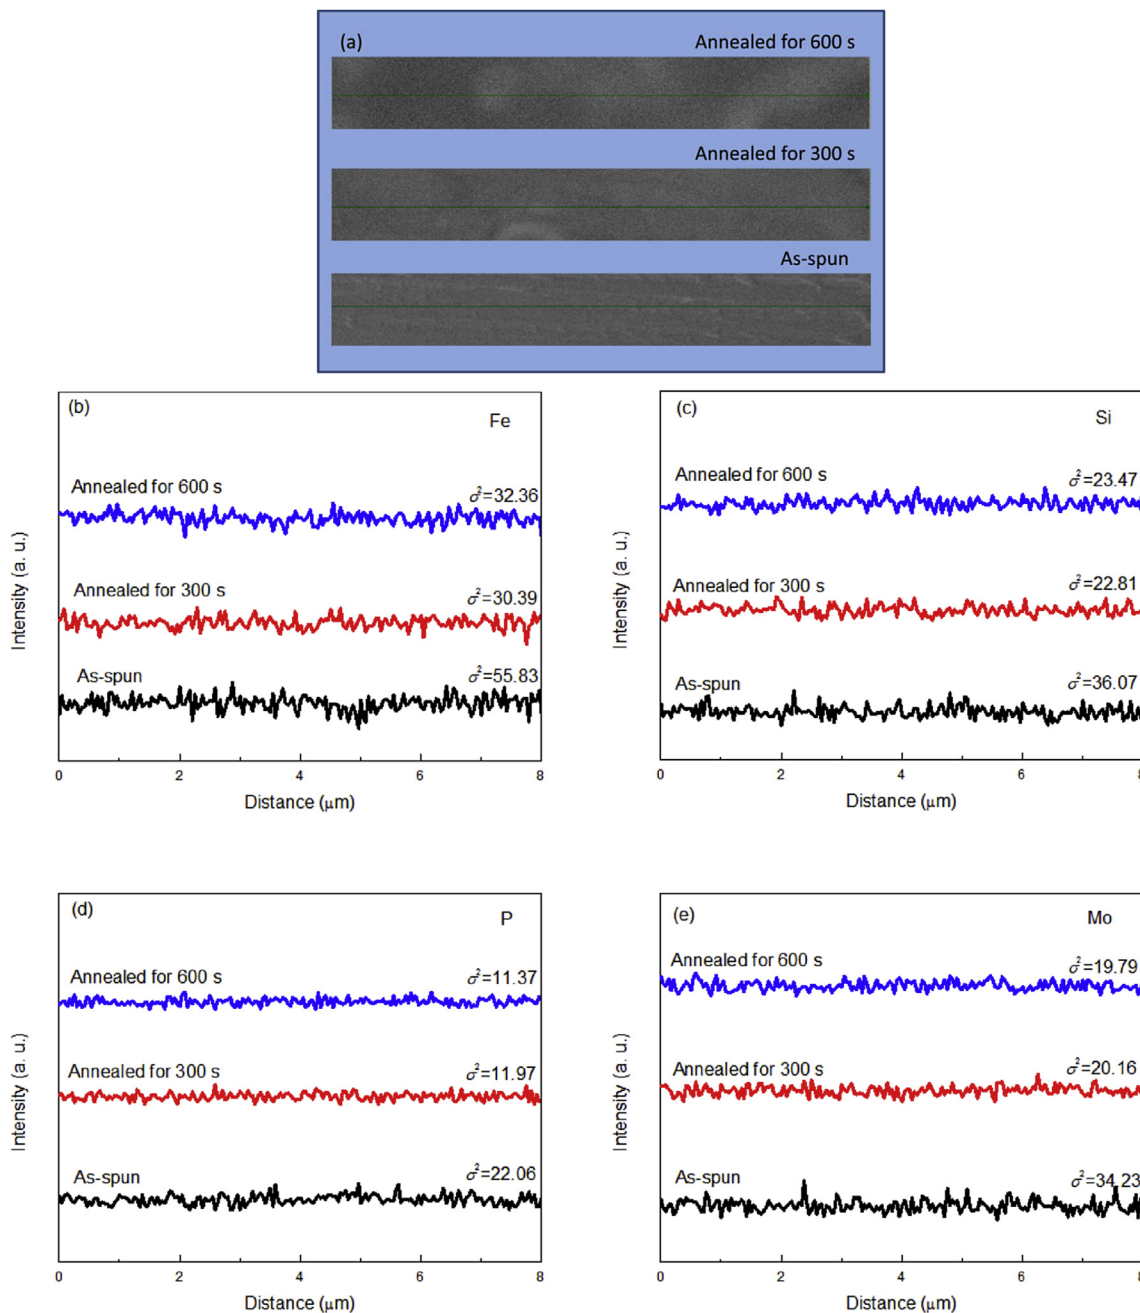 (a)
Annealed for 600 s
Annealed for 300 s
As-spun
(b)
Fe
Annealed for 600 s
σ²=32.36
Annealed for 300 s
σ²=30.39
As-spun
σ²=55.83
Intensity (a. u.)
0 2 4 6 8
Distance (μm)
(c)
Si
Annealed for 600 s
σ²=23.47
Annealed for 300 s
σ²=22.81
As-spun
σ²=36.07
Intensity (a. u.)
0 2 4 6 8
Distance (μm)
(d)
P
Annealed for 600 s
σ²=11.37
Annealed for 300 s
σ²=11.97
As-spun
σ²=22.06
Intensity (a. u.)
0 2 4 6 8
Distance (μm)
(e)
Mo
Annealed for 600 s
σ²=19.79
Annealed for 300 s
σ²=20.16
As-spun
σ²=34.23
Intensity (a. u.)
0 2 4 6 8
Distance (μm)